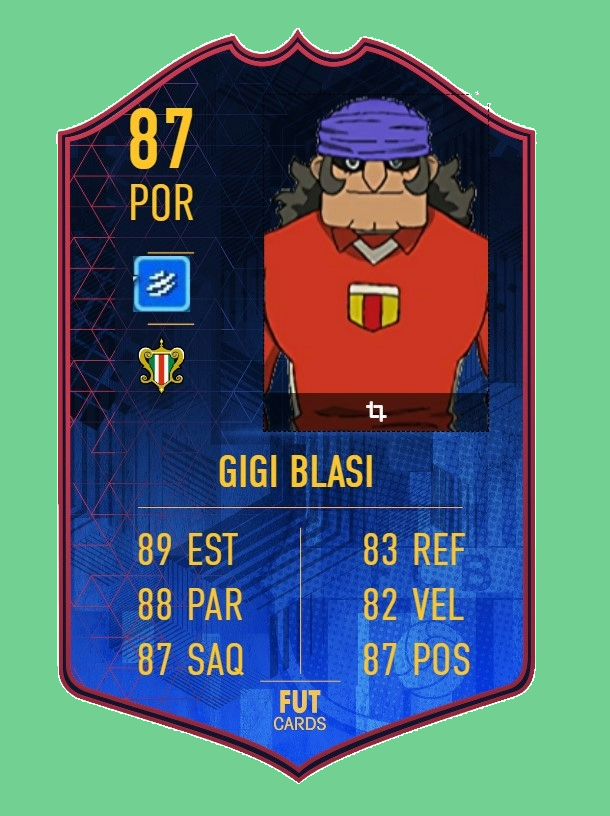 87
POR
GIGI BLASI
89 EST
83 REF
88 PAR
82 VEL
87 SAQ
87 POS
FUT
CARDS